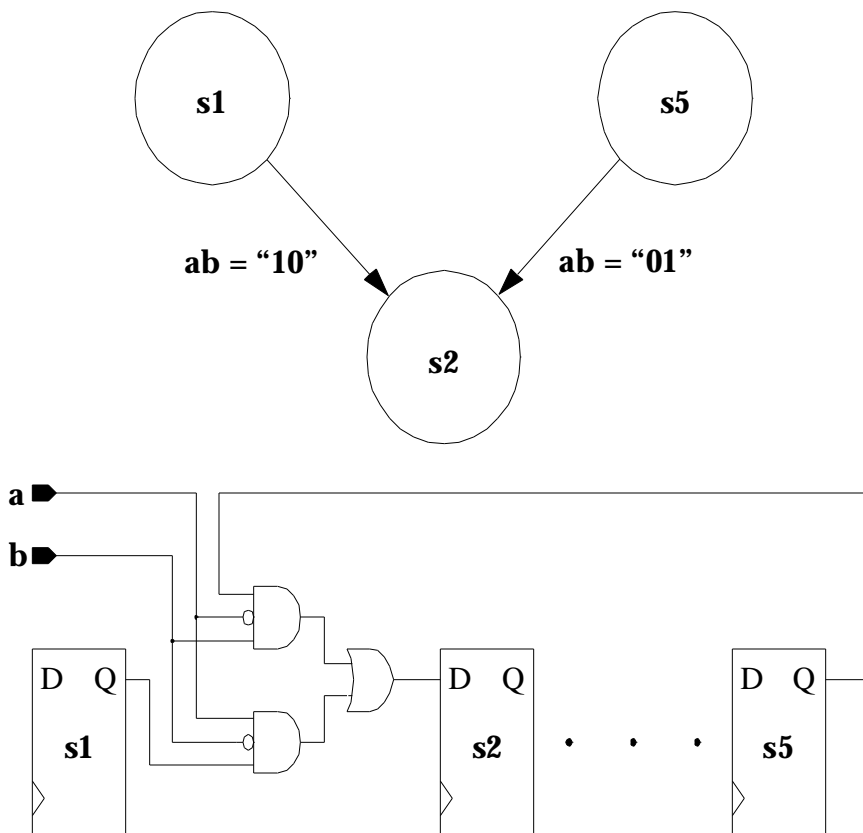 s1 s5
ab = “10” ab = “01”
s2
a
b
D Q D Q D Q
s1 s2 s5